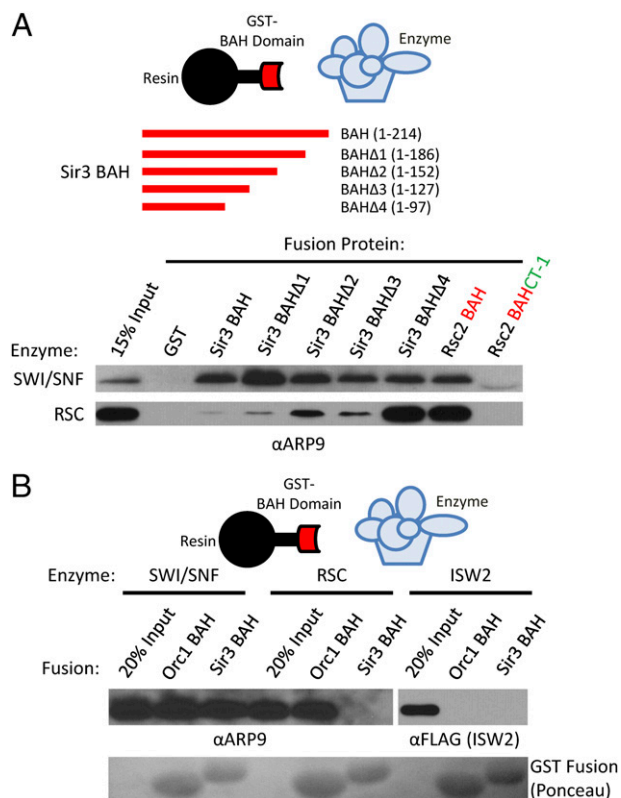 A
GST-
BAH Domain
Enzyme
Resin
Sir3 BAH
BAH (1-214)
BAHΔ1 (1-186)
BAHΔ2 (1-152)
BAHΔ3 (1-127)
BAHΔ4 (1-97)
Fusion Protein:
Enzyme:
15% Input
GST
Sir3 BAH
Sir3 BAHΔ1
Sir3 BAHΔ2
Sir3 BAHΔ3
Sir3 BAHΔ4
Rsc2 BAH
Rsc2 BAHCT-1
SWI/SNF
RSC
αARP9
B
GST-
BAH Domain
Enzyme
Resin
Enzyme: SWI/SNF RSC ISW2
Fusion: 20% Input Orc1 BAH Sir3 BAH 20% Input Orc1 BAH Sir3 BAH 20% Input Orc1 BAH Sir3 BAH
αARP9 αFLAG (ISW2)
GST Fusion
(Ponceau)